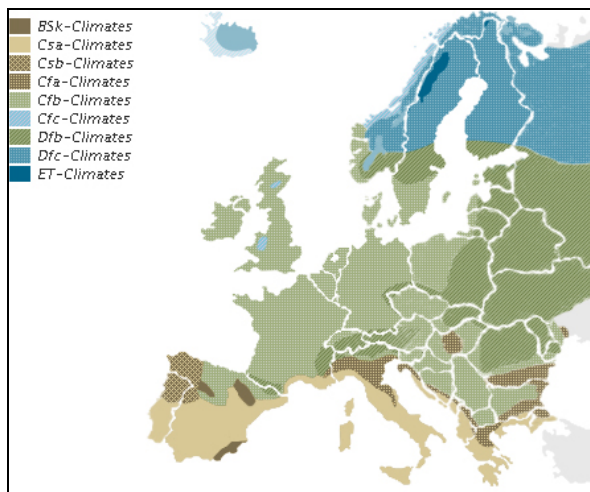 BSk-Climates
Csa-Climates
Csb-Climates
Cfa-Climates
Cfb-Climates
Cfc-Climates
Dfb-Climates
Dfc-Climates
ET-Climates